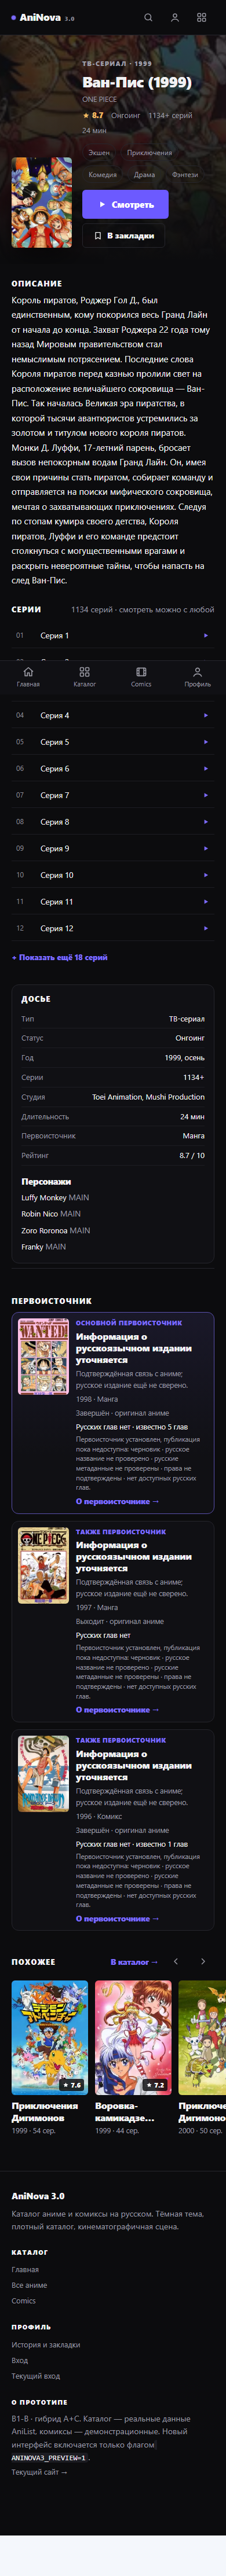 AniNova 3.0
ТВ-СЕРИАЛ · 1999
Ван-Пис (1999)
ONE PIECE
★ 8.7 Онгоинг 1134+ серий
24 мин
Экшен Приключения
Комедия Драма Фэнтези
Смотреть
В закладки
ОПИСАНИЕ
Король пиратов, Роджер Гол Д., был
единственным, кому покорился весь Гранд Лайн
от начала до конца. Захват Роджера 22 года тому
назад Мировым правительством стал
немыслимым потрясением. Последние слова
Короля пиратов перед казнью пролили свет на
расположение величайшего сокровища — Ван-
Пис. Так началась Великая эра пиратства, в
которой тысячи авантюристов устремились за
золотом и титулом нового короля пиратов.
Монки Д. Луффи, 17-летний парень, бросает
вызов непокорным водам Гранд Лайн. Он, имея
свои причины стать пиратом, собирает команду и
отправляется на поиски мифического сокровища,
мечтая о захватывающих приключениях. Следуя
по стопам кумира своего детства, Короля
пиратов, Луффи и его команде предстоит
столкнуться с могущественными врагами и
раскрыть невероятные тайны, чтобы напасть на
след Ван-Пис.
СЕРИИ 1134 серий · смотреть можно с любой
01 Серия 1
Главная Каталог Comics Профиль
04 Серия 4
05 Серия 5
06 Серия 6
07 Серия 7
08 Серия 8
09 Серия 9
10 Серия 10
11 Серия 11
12 Серия 12
+ Показать ещё 18 серий
ДОСЬЕ
Тип ТВ-сериал
Статус Онгоинг
Год 1999, осень
Серии 1134+
Студия Toei Animation, Mushi Production
Длительность 24 мин
Первоисточник Манга
Рейтинг 8.7 / 10
Персонажи
Luffy Monkey MAIN
Robin Nico MAIN
Zoro Roronoa MAIN
Franky MAIN
ПЕРВОИСТОЧНИК
WANTED!
ОСНОВНОЙ ПЕРВОИСТОЧНИК
Информация о
русскоязычном издании
уточняется
Подтверждённая связь с аниме;
русское издание ещё не сверено.
1998 · Манга
Завершён · оригинал аниме
Русских глав нет · известно 5 глав
Первоисточник установлен, публикация
пока недоступна: черновик · русское
название не проверено · русские
метаданные не проверены · права не
подтверждены · нет доступных русских
глав.
О первоисточнике →
ONE PIECE
ТАКЖЕ ПЕРВОИСТОЧНИК
Информация о
русскоязычном издании
уточняется
Подтверждённая связь с аниме;
русское издание ещё не сверено.
1997 · Манга
Выходит · оригинал аниме
Русских глав нет
Первоисточник установлен, публикация
пока недоступна: черновик · русское
название не проверено · русские
метаданные не проверены · права не
подтверждены · нет доступных русских
глав.
О первоисточнике →
ТАКЖЕ ПЕРВОИСТОЧНИК
Информация о
русскоязычном издании
уточняется
Подтверждённая связь с аниме;
русское издание ещё не сверено.
1996 · Комикс
Завершён · оригинал аниме
Русских глав нет · известно 1 глав
Первоисточник установлен, публикация
пока недоступна: черновик · русское
название не проверено · русские
метаданные не проверены · права не
подтверждены · нет доступных русских
глав.
О первоисточнике →
ПОХОЖЕЕ В каталог →
★ 7.6 ★ 7.2
Приключения Воровка- Приключе
Дигимонов камикадзе... Дигимоно
1999 · 54 сер. 1999 · 44 сер. 2000 · 50 сер.
AniNova 3.0
Каталог аниме и комиксы на русском. Тёмная тема.
плотный каталог, кинематографичная сцена.
КАТАЛОГ
Главная
Все аниме
Comics
ПРОФИЛЬ
История и закладки
Вход
Текущий вход
О ПРОТОТИПЕ
B1-B · гибрид A+C. Каталог — реальные данные
AniList, комиксы — демонстрационные. Новый
интерфейс включается только флагом
ANINOVA3_PREVIEW=1.
Текущий сайт →